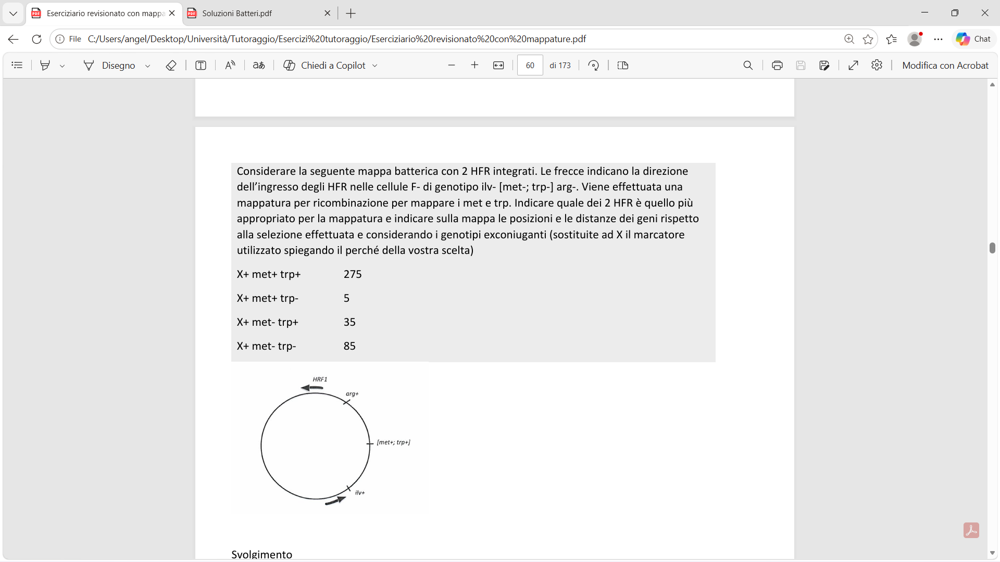 Eserciziario revisionato con mappa
Soluzioni Batteri.pdf
File C:/Users/angel/Desktop/Università/Tutoraggio/Esercizi%20tutoraggio/Eserciziario%20revisionato%20con%20mappature.pdf
Chat
Disegno
Chiedi a Copilot
60 di 173
Modifica con Acrobat
Considerare la seguente mappa batterica con 2 HFR integrati. Le frecce indicano la direzione
dell’ingresso degli HFR nelle cellule F- di genotipo ilv- [met-; trp-] arg-. Viene effettuata una
mappatura per ricombinazione per mappare i met e trp. Indicare quale dei 2 HFR è quello più
appropriato per la mappatura e indicare sulla mappa le posizioni e le distanze dei geni rispetto
alla selezione effettuata e considerando i genotipi exconiuganti (sostituite ad X il marcatore
utilizzato spiegando il perché della vostra scelta)
X+ met+ trp+ 275
X+ met+ trp- 5
X+ met- trp+ 35
X+ met- trp- 85
HRF1
arg+
[met+; trp+]
ilv+
Svolgimento